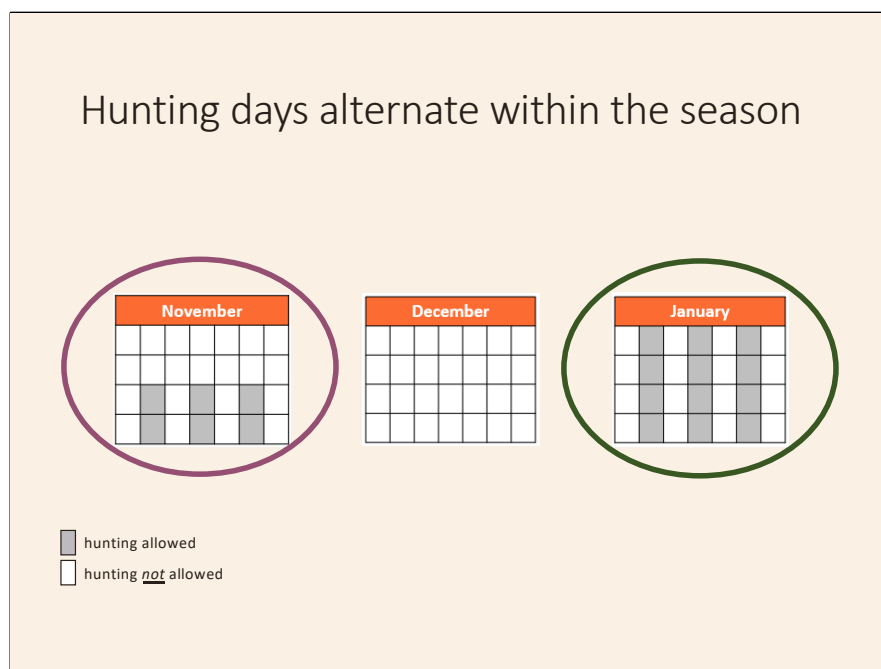 Hunting days alternate within the season
November
December
January
hunting allowed
hunting not allowed